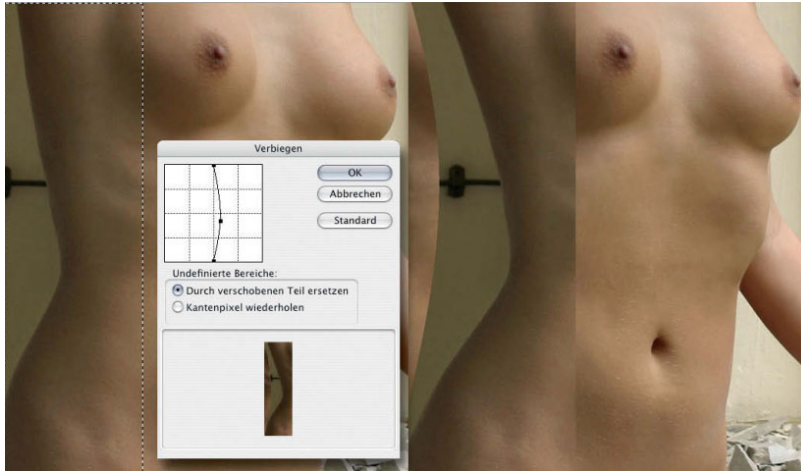 Verbiegen
OK
Abbrechen
Standard
Undefinierte Bereiche:
Durch verschobenen Teil ersetzen
Kantenpixel wiederholen